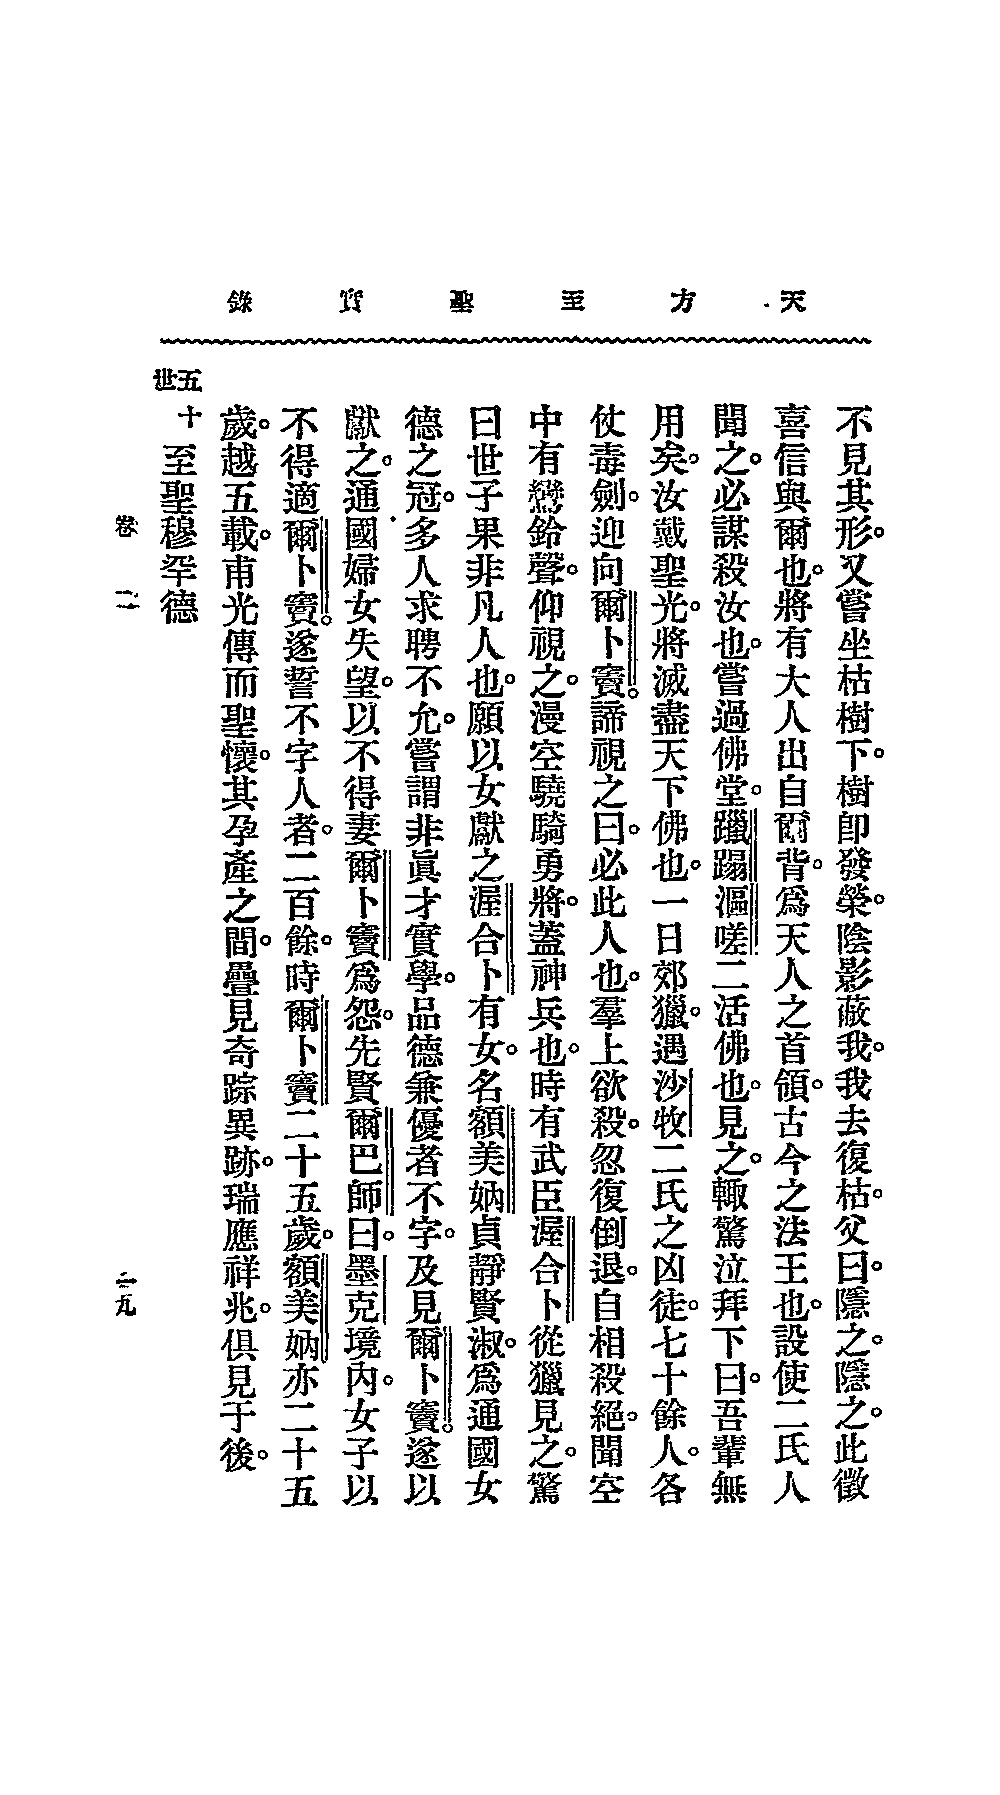 天方至聖實錄
不見其形。又嘗坐枯樹下。樹卽發榮。陰影蔽我。我去復枯。父曰。隱之。隱之。此徵
喜信與爾也。將有大人出自爾背。爲天人之首領。古今之法王也。設使二氏人
聞之。必謀殺汝也。嘗過佛堂。躐蹋漚嗟二活佛也。見之。輙驚泣拜下曰。吾輩無
用矣。汝戴聖光。將滅盡天下佛也。一日郊獵。遇沙牧二氏之凶徒。七十餘人。各
仗毒劍。迎向爾卜竇。諦視之曰。必此人也。羣上欲殺。忽復倒退。自相殺絕。聞空
中有鸞鈴聲。仰視之。漫空驍騎勇將。蓋神兵也。時有武臣渥合卜從獵見之。驚
曰世子果非凡人也。願以女獻之渥合卜有女。名額美妠貞靜賢淑。爲通國女
德之冠。多人求聘不允。嘗謂非眞才實學。品德兼優者不字。及見爾卜竇。遂以
獻之。通國婦女失望。以不得妻爾卜竇爲怨。先賢爾巴師曰。墨克境內。女子以
不得適爾卜竇。遂誓不字人者。二百餘。時爾卜竇二十五歲。額美妠亦二十五
歲。越五載。甫光傳而聖懷。其孕產之間。疊見奇踪異跡。瑞應祥兆。俱見于後。
五十世
至聖穆罕德
卷二
二九